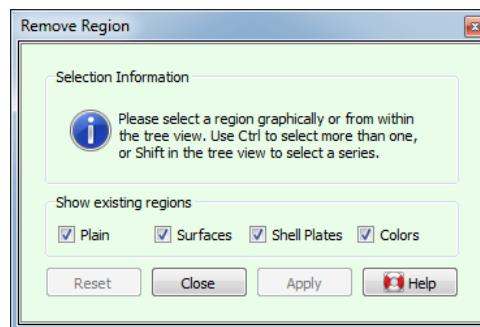 Remove Region
Selection Information
Please select a region graphically or from within
the tree view. Use Ctrl to select more than one,
or Shift in the tree view to select a series.
Show existing regions
Plain Surfaces Shell Plates Colors
Reset Close Apply Help